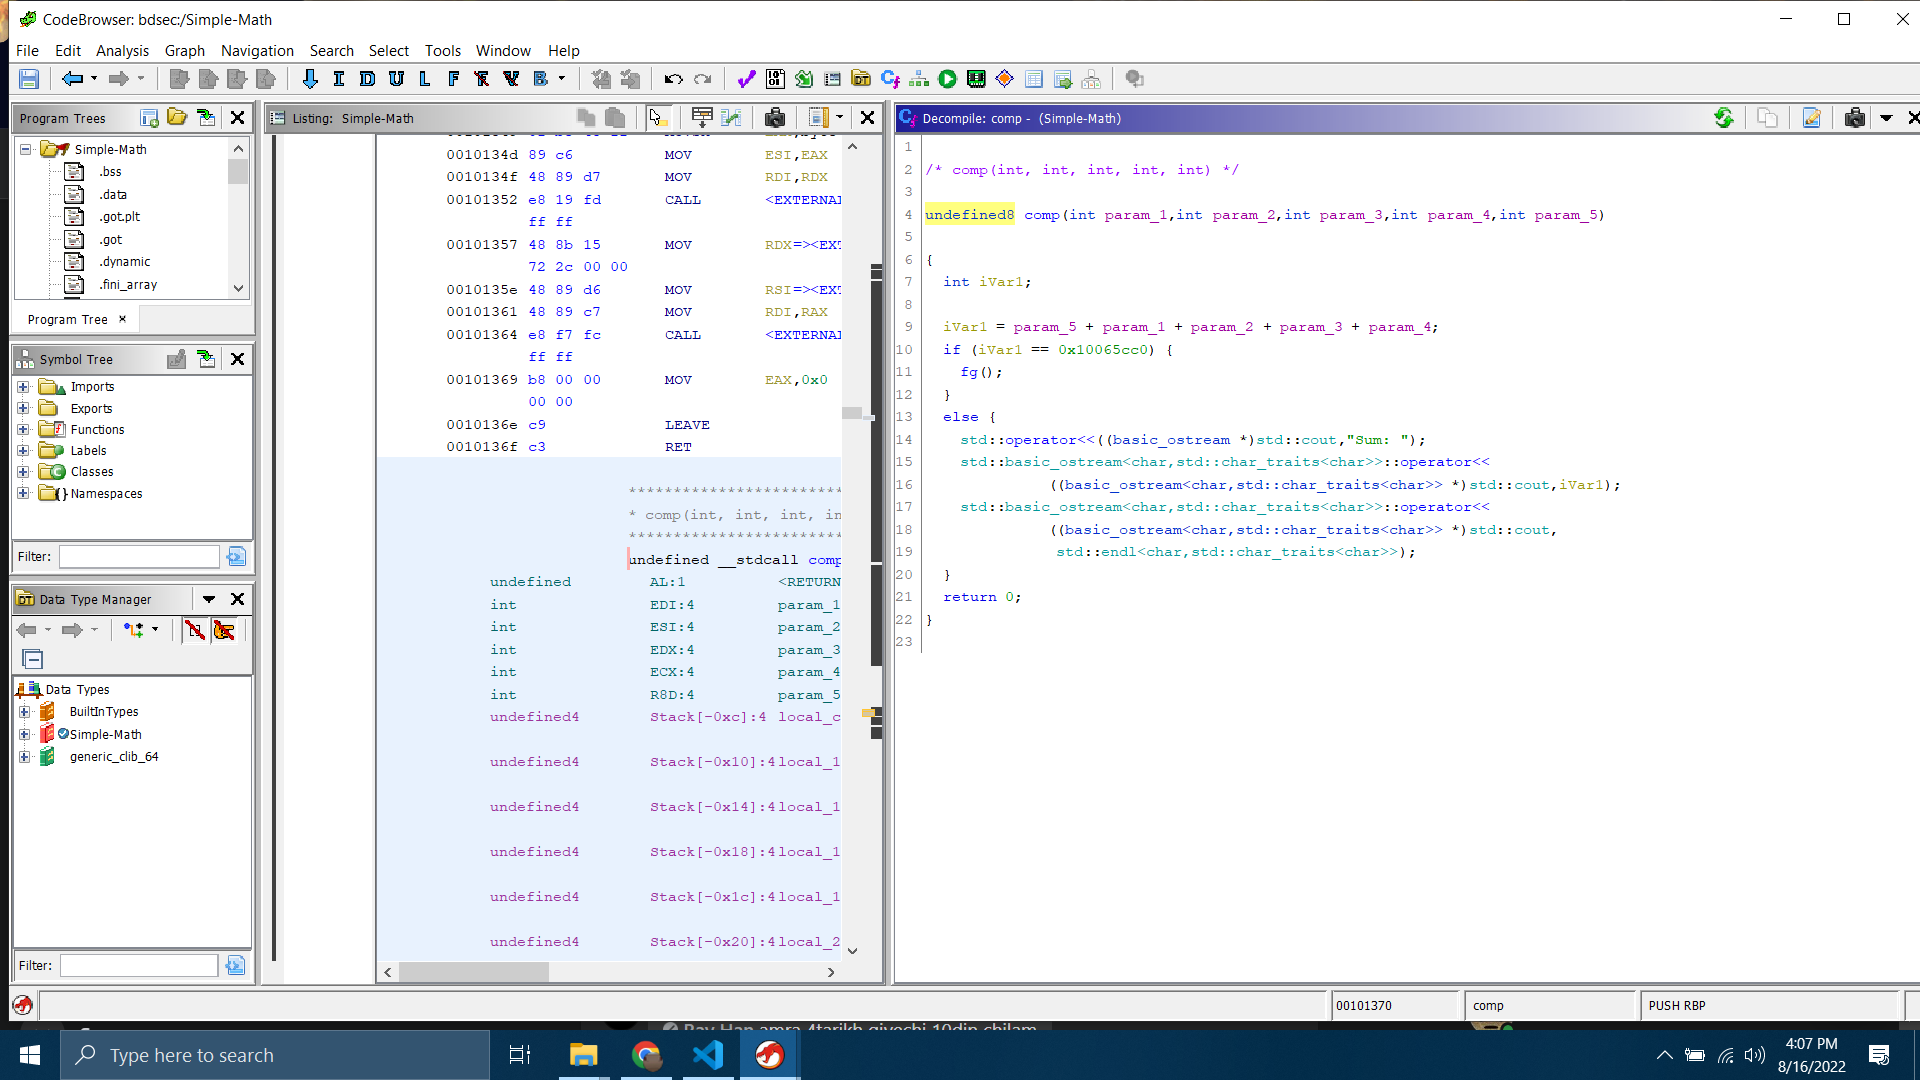 CodeBrowser: bdsec:/Simple-Math
File Edit Analysis Graph Navigation Search Select Tools Window Help
I D U L F V B
Program Trees
Simple-Math
.bss
.data
.got.plt
.got
.dynamic
.fini_array
Program Tree
Symbol Tree
Imports
Exports
Functions
Labels
Classes
Namespaces
Filter:
Data Type Manager
Data Types
BuiltInTypes
Simple-Math
generic_clib_64
Filter:
Listing: Simple-Math
0010134d 89 c6 MOV ESI,EAX
0010134f 48 89 d7 MOV RDI,RDX
00101352 e8 19 fd CALL <EXTERNAL
ff ff
00101357 48 8b 15 MOV RDX=><EXT
72 2c 00 00
0010135e 48 89 d6 MOV RSI=><EXT
00101361 48 89 c7 MOV RDI,RAX
00101364 e8 f7 fc CALL <EXTERNAL
ff ff
00101369 b8 00 00 MOV EAX,0x0
00 00
0010136e c9 LEAVE
0010136f c3 RET
************************
* comp(int, int, int, in
************************
undefined __stdcall comp
undefined AL:1 <RETURN
int EDI:4 param_1
int ESI:4 param_2
int EDX:4 param_3
int ECX:4 param_4
int R8D:4 param_5
undefined4 Stack[-0xc]:4 local_c
undefined4 Stack[-0x10]:4 local_1
undefined4 Stack[-0x14]:4 local_1
undefined4 Stack[-0x18]:4 local_1
undefined4 Stack[-0x1c]:4 local_1
undefined4 Stack[-0x20]:4 local_2
Decompile: comp - (Simple-Math)
1
2 /* comp(int, int, int, int, int) */
3
4 undefined8 comp(int param_1,int param_2,int param_3,int param_4,int param_5)
5
6 {
7 int iVar1;
8
9 iVar1 = param_5 + param_1 + param_2 + param_3 + param_4;
10 if (iVar1 == 0x10065cc0) {
11 fg();
12 }
13 else {
14 std::operator<<((basic_ostream *)std::cout,"Sum: ");
15 std::basic_ostream<char,std::char_traits<char>>::operator<<
16 ((basic_ostream<char,std::char_traits<char>> *)std::cout,iVar1);
17 std::basic_ostream<char,std::char_traits<char>>::operator<<
18 ((basic_ostream<char,std::char_traits<char>> *)std::cout,
19 std::endl<char,std::char_traits<char>>);
20 }
21 return 0;
22 }
23
00101370 comp PUSH RBP
Type here to search
4:07 PM
8/16/2022